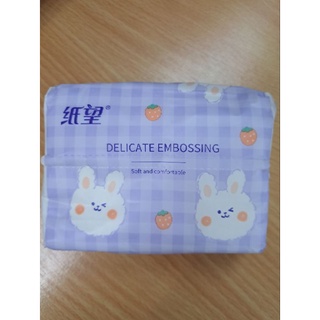 纸望®
DELICATE EMBOSSING
Soft and comfortable